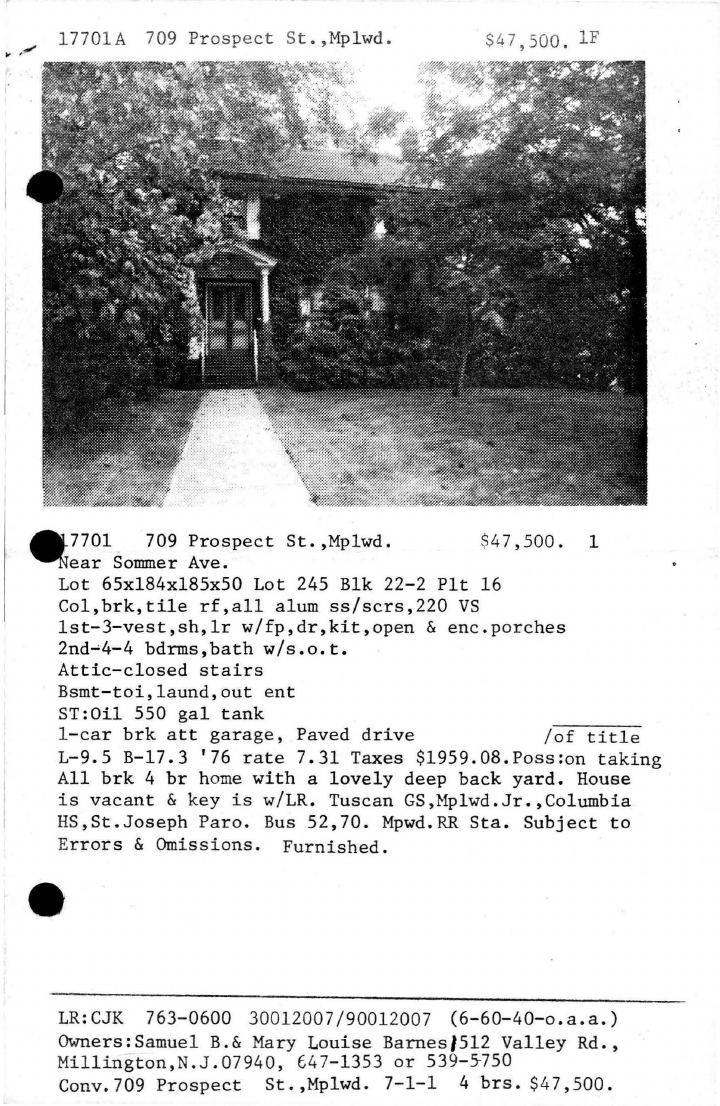 17701A 709 Prospect St.,Mplwd. $47,500. 1F
17701 709 Prospect St.,Mplwd. $47,500. 1
Near Sommer Ave.
Lot 65x184x185x50 Lot 245 Blk 22-2 Plt 16
Col,brk,tile rf,all alum ss/scrs,220 VS
1st-3-vest,sh,lr w/fp,dr,kit,open & enc.porches
2nd-4-4 bdrms,bath w/s.o.t.
Attic-closed stairs
Bsmt-toi,laund,out ent
ST:Oil 550 gal tank
1-car brk att garage, Paved drive /of title
L-9.5 B-17.3 '76 rate 7.31 Taxes $1959.08.Poss:on taking
All brk 4 br home with a lovely deep back yard. House
is vacant & key is w/LR. Tuscan GS,Mplwd.Jr.,Columbia
HS,St.Joseph Paro. Bus 52,70. Mpwd.RR Sta. Subject to
Errors & Omissions. Furnished.
LR:CJK 763-0600 30012007/90012007 (6-60-40-o.a.a.)
Owners:Samuel B.& Mary Louise Barnes/512 Valley Rd.,
Millington,N.J.07940, 647-1353 or 539-5750
Conv.709 Prospect St.,Mplwd. 7-1-1 4 brs. $47,500.